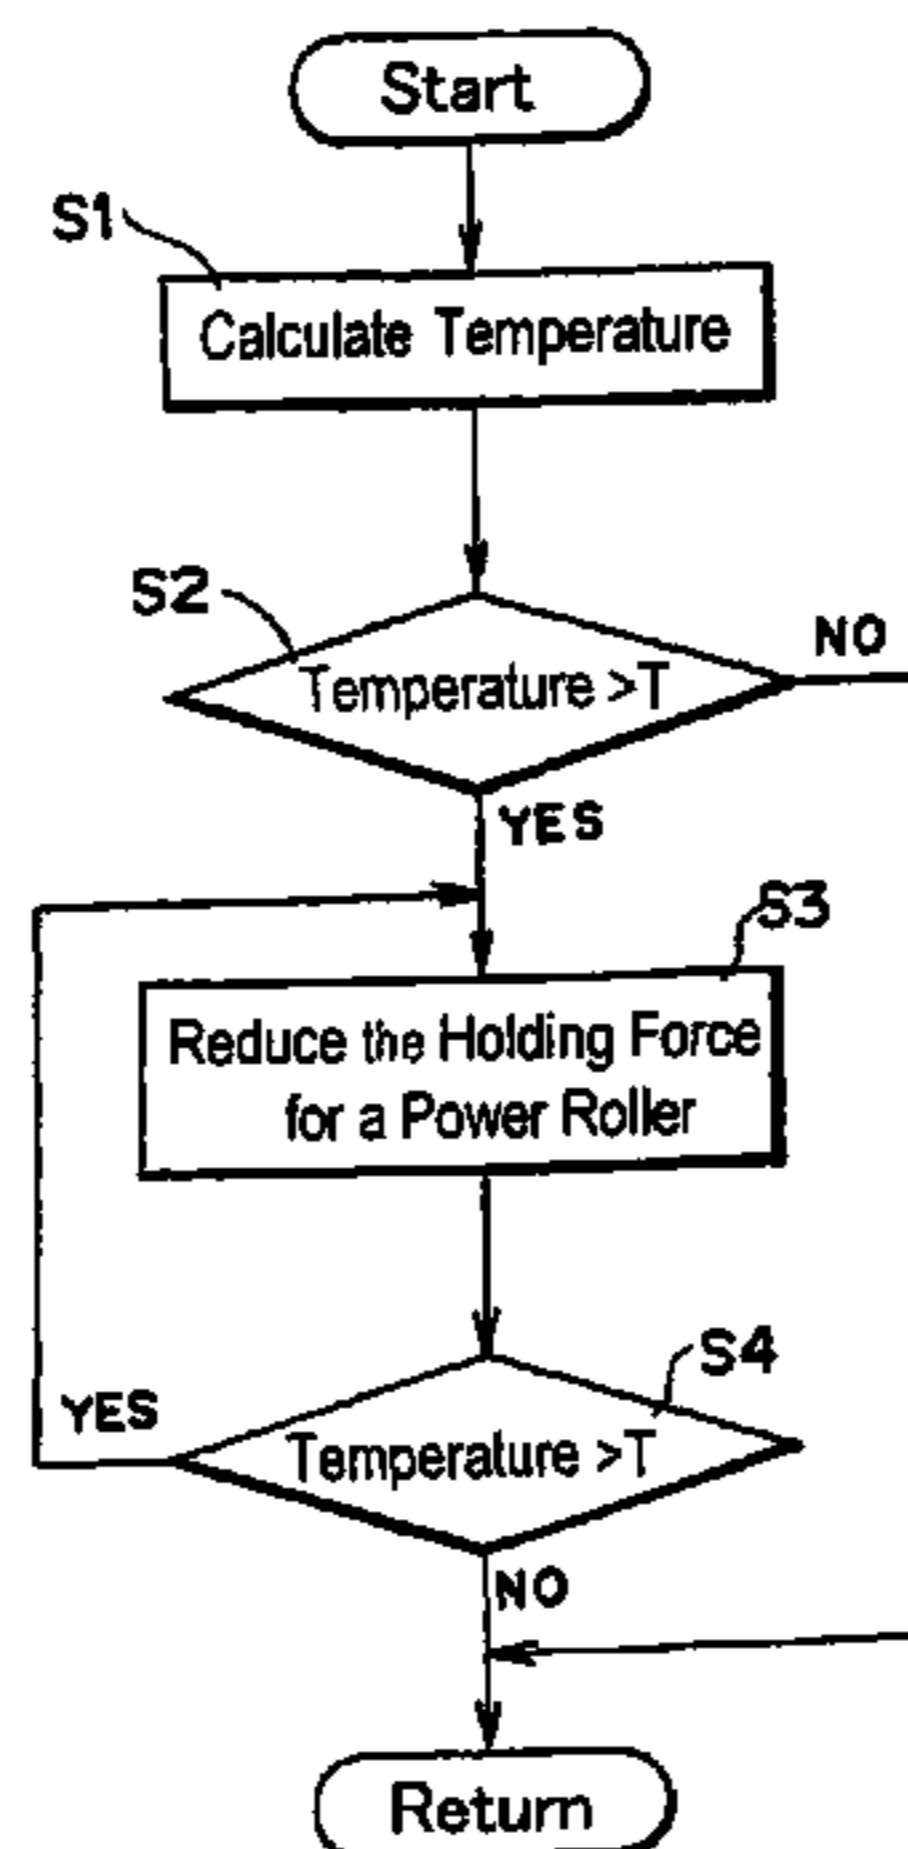 Start
S1
Calculate Temperature
S2
Temperature >T
NO
YES
S3
Reduce the Holding Force
for a Power Roller
S4
YES
Temperature >T
NO
Return